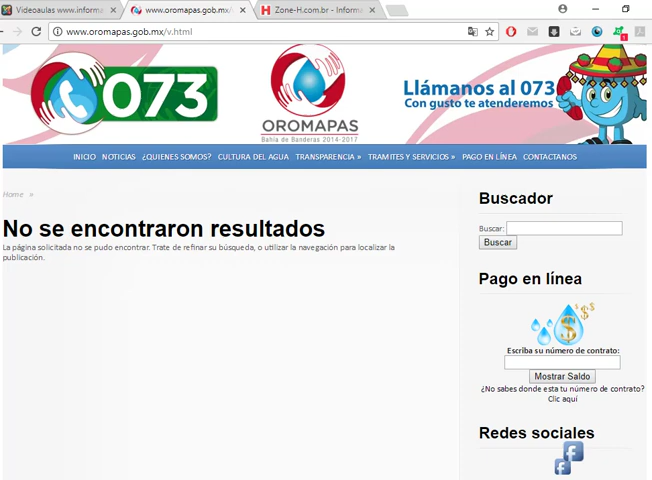 Videoaulas www.informa
www.oromapas.gob.mx/
Zone-H.com.br - Informa
www.oromapas.gob.mx/v.html
073
OROMAPAS
Bahía de Banderas 2014-2017
Llámanos al 073
Con gusto te atenderemos
INICIO NOTICIAS ¿QUIENES SOMOS? CULTURA DEL AGUA TRANSPARENCIA » TRAMITES Y SERVICIOS » PAGO EN LÍNEA CONTACTANOS
Home »
No se encontraron resultados
La página solicitada no se pudo encontrar. Trate de refinar su búsqueda, o utilizar la navegación para localizar la
publicación.
Buscador
Buscar:
Buscar
Pago en línea
Escriba su número de contrato:
Mostrar Saldo
¿No sabes donde esta tu número de contrato?
Clic aquí
Redes sociales